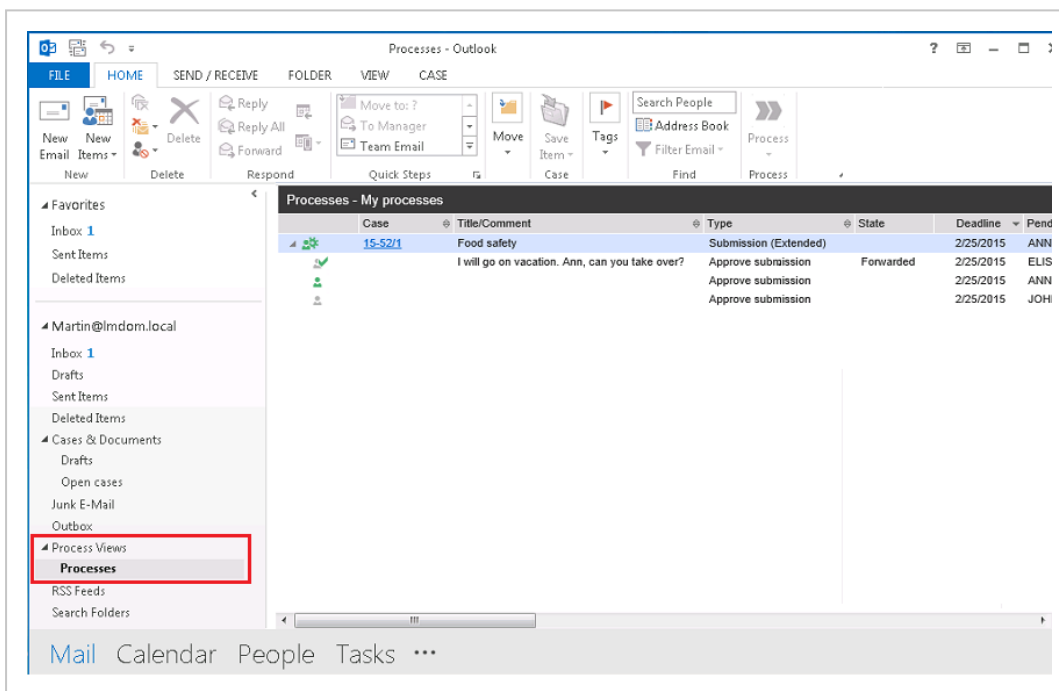 Processes - Outlook
?
FILE HOME SEND / RECEIVE FOLDER VIEW CASE
New Email
New Items
Delete
Reply
Reply All
Forward
Move to: ?
To Manager
Team Email
Move
Save Item
Tags
Search People
Address Book
Filter Email
Process
New Delete Respond Quick Steps Case Find Process
Favorites
Inbox 1
Sent Items
Deleted Items
Martin@lmdom.local
Inbox 1
Drafts
Sent Items
Deleted Items
Cases & Documents
Drafts
Open cases
Junk E-Mail
Outbox
Process Views
Processes
RSS Feeds
Search Folders
Processes - My processes
Case Title/Comment Type State Deadline Pend
15-52/1 Food safety Submission (Extended) 2/25/2015 ANN
I will go on vacation. Ann, can you take over? Approve submission Forwarded 2/25/2015 ELIS
Approve submission 2/25/2015 ANN
Approve submission 2/25/2015 JOH
Mail Calendar People Tasks ···